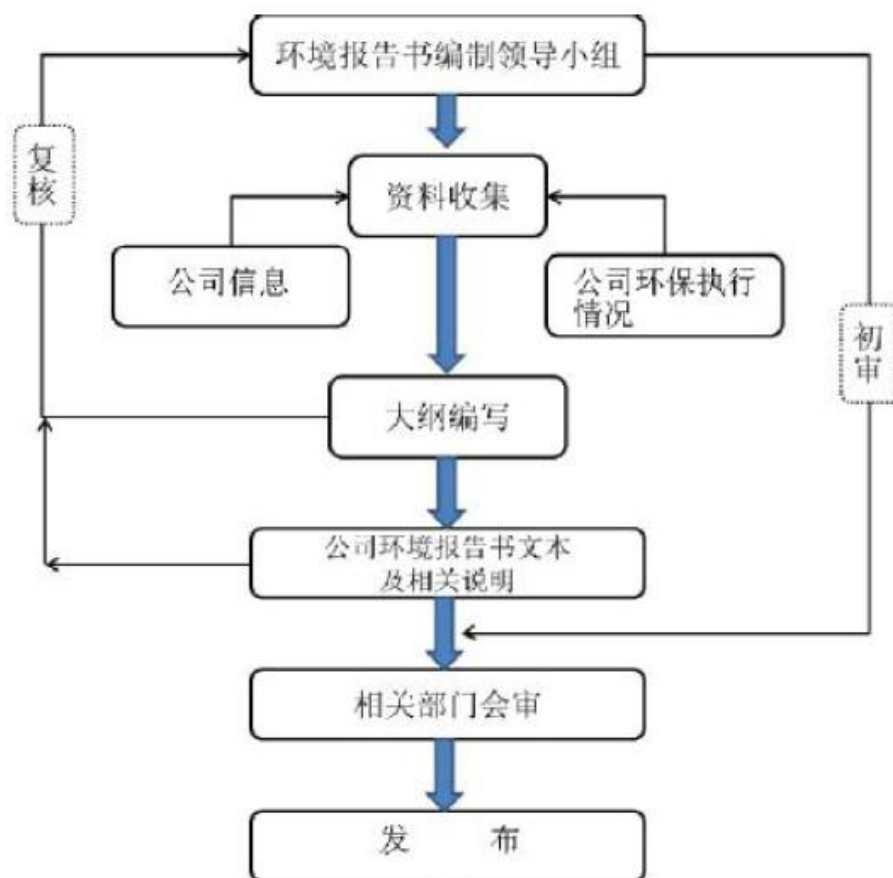 环境报告书编制领导小组
复核
资料收集
公司信息
公司环保执行
情况
初审
大纲编写
公司环境报告书文本
及相关说明
相关部门会审
发 布